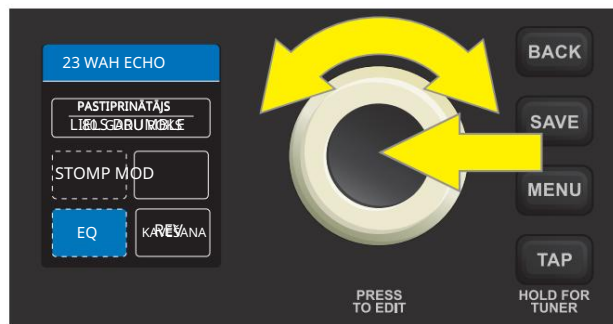 23 WAH ECHO
PASTIPRINĀTĀJS
STOMP MOD
EQ
BACK
SAVE
MENU
TAP
PRESS
TO EDIT
HOLD FOR
TUNER